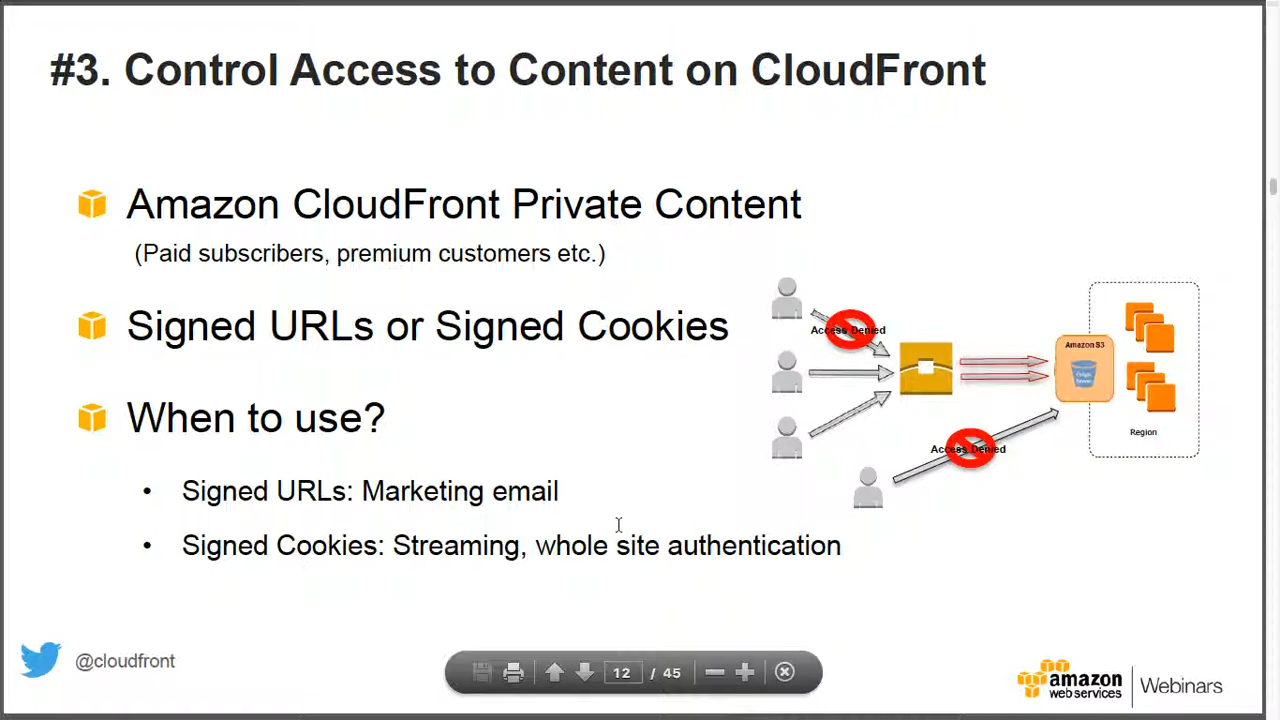 #3. Control Access to Content on CloudFront
Amazon CloudFront Private Content
(Paid subscribers, premium customers etc.)
Signed URLs or Signed Cookies
When to use?
• Signed URLs: Marketing email
• Signed Cookies: Streaming, whole site authentication
Access Denied
Amazon S3
Region
Access Denied
@cloudfront
12 / 45
amazon
web services
Webinars